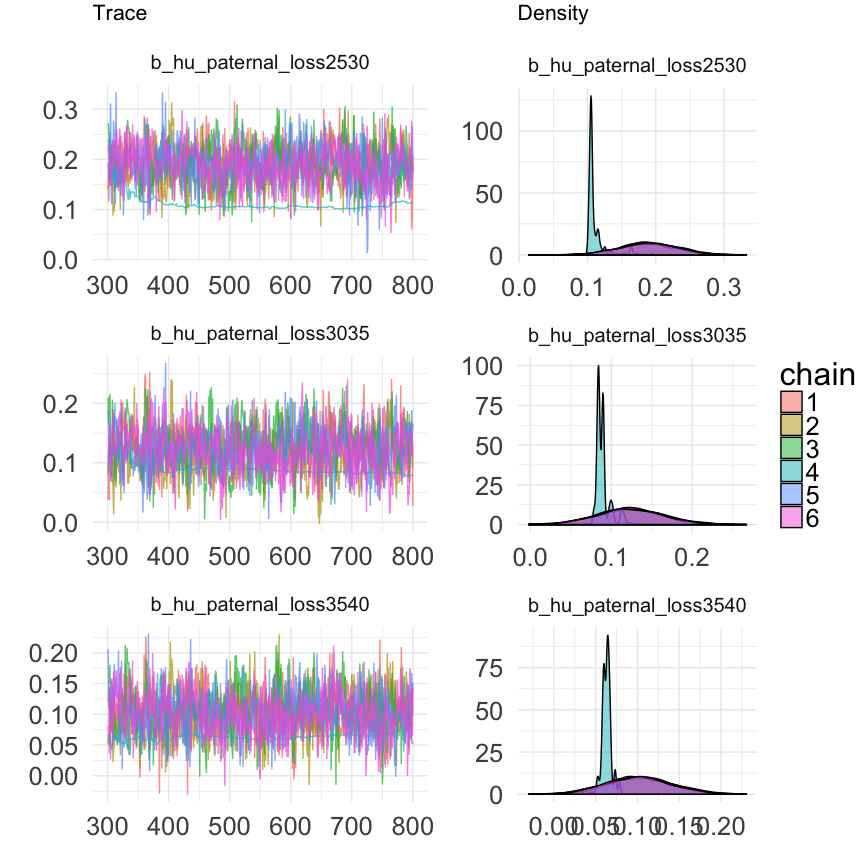 Trace
Density
b_hu_paternal_loss2530
0.3
0.2
0.1
0.0
300 400 500 600 700 800
b_hu_paternal_loss2530
100
50
0
0.0 0.1 0.2 0.3
b_hu_paternal_loss3035
0.2
0.1
0.0
300 400 500 600 700 800
b_hu_paternal_loss3035
100
75
50
25
0
0.0 0.1 0.2
b_hu_paternal_loss3540
0.20
0.15
0.10
0.05
0.00
300 400 500 600 700 800
b_hu_paternal_loss3540
75
50
25
0
0.00 0.05 0.10 0.15 0.20
chain
1
2
3
4
5
6